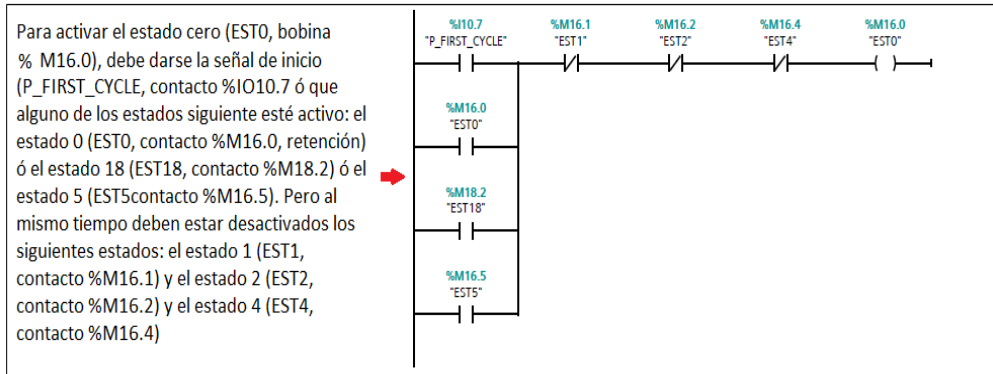 Para activar el estado cero (EST0, bobina
% M16.0), debe darse la señal de inicio
(P_FIRST_CYCLE, contacto %IO10.7 ó que
alguno de los estados siguiente esté activo: el
estado 0 (EST0, contacto %M16.0, retención)
ó el estado 18 (EST18, contacto %M18.2) ó el
estado 5 (EST5contacto %M16.5). Pero al
mismo tiempo deben estar desactivados los
siguientes estados: el estado 1 (EST1,
contacto %M16.1) y el estado 2 (EST2,
contacto %M16.2) y el estado 4 (EST4,
contacto %M16.4)
%I10.7 %M16.1 %M16.2 %M16.4 %M16.0
"P_FIRST_CYCLE" "EST1" "EST2" "EST4" "EST0"
%M16.0
"EST0"
%M18.2
"EST18"
%M16.5
"EST5"